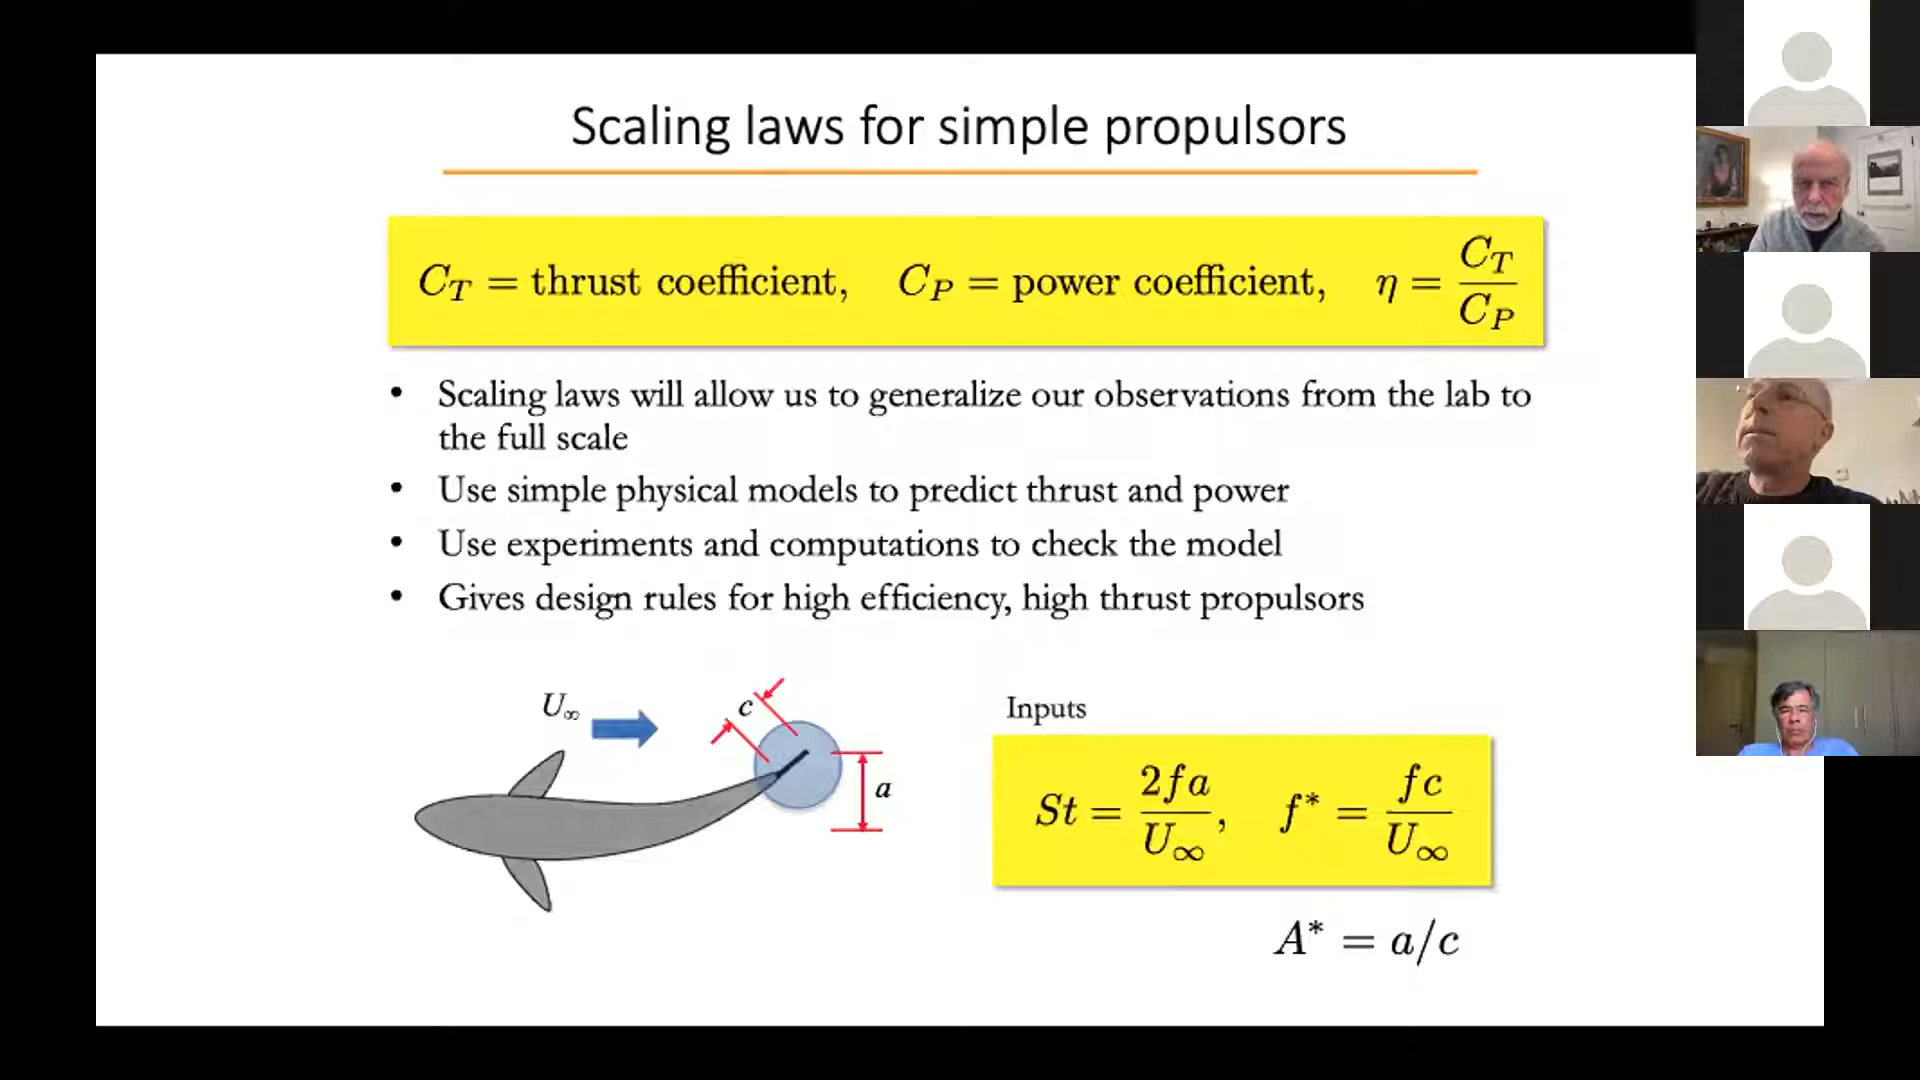 Scaling laws for simple propulsors
C_T = thrust coefficient, C_P = power coefficient, η = C_T / C_P
• Scaling laws will allow us to generalize our observations from the lab to
the full scale
• Use simple physical models to predict thrust and power
• Use experiments and computations to check the model
• Gives design rules for high efficiency, high thrust propulsors
U∞
c
a
Inputs
St = 2fa / U∞, f* = fc / U∞
A* = a/c